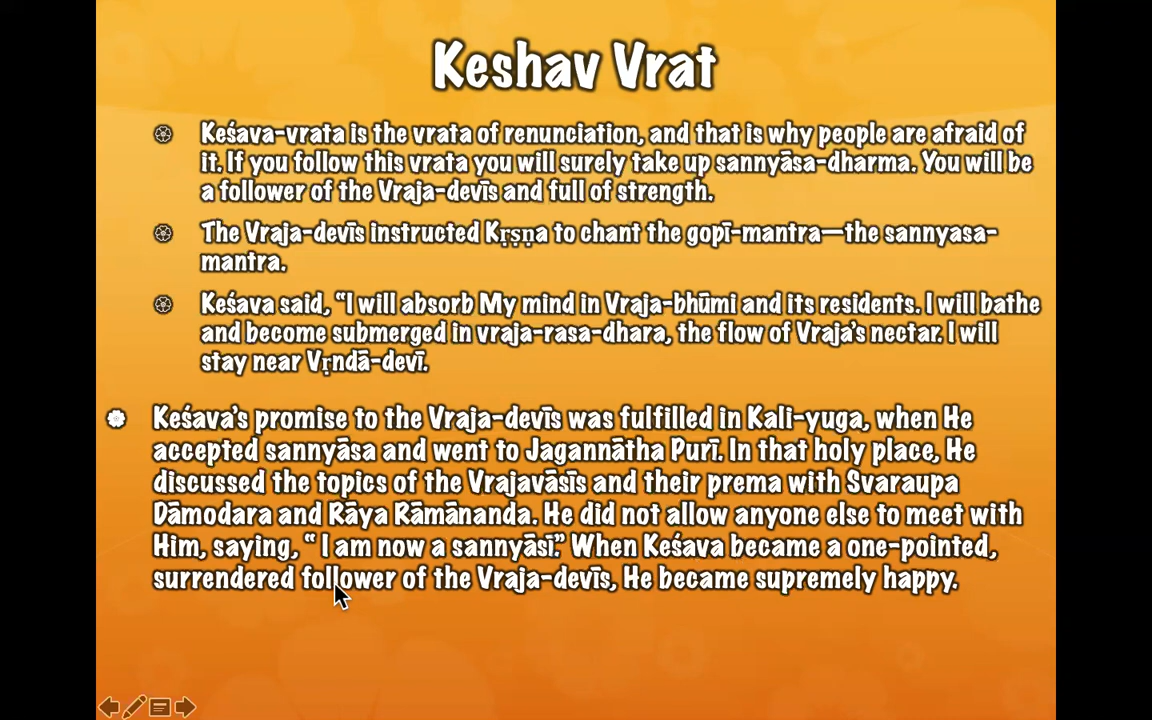 Keshav Vrat
Keśava-vrata is the vrata of renunciation, and that is why people are afraid of
it. If you follow this vrata you will surely take up sannyāsa-dharma. You will be
a follower of the Vraja-devīs and full of strength.
The Vraja-devīs instructed Kṛṣṇa to chant the gopī-mantra—the sannyasa-
mantra.
Keśava said, “I will absorb My mind in Vraja-bhūmi and its residents. I will bathe
and become submerged in vraja-rasa-dhara, the flow of Vraja’s nectar. I will
stay near Vṛndā-devī.
Keśava’s promise to the Vraja-devīs was fulfilled in Kali-yuga, when He
accepted sannyāsa and went to Jagannātha Purī. In that holy place, He
discussed the topics of the Vrajavāsīs and their prema with Svaraupa
Dāmodara and Rāya Rāmānanda. He did not allow anyone else to meet with
Him, saying, “ I am now a sannyāsī.” When Keśava became a one-pointed,
surrendered follower of the Vraja-devīs, He became supremely happy.